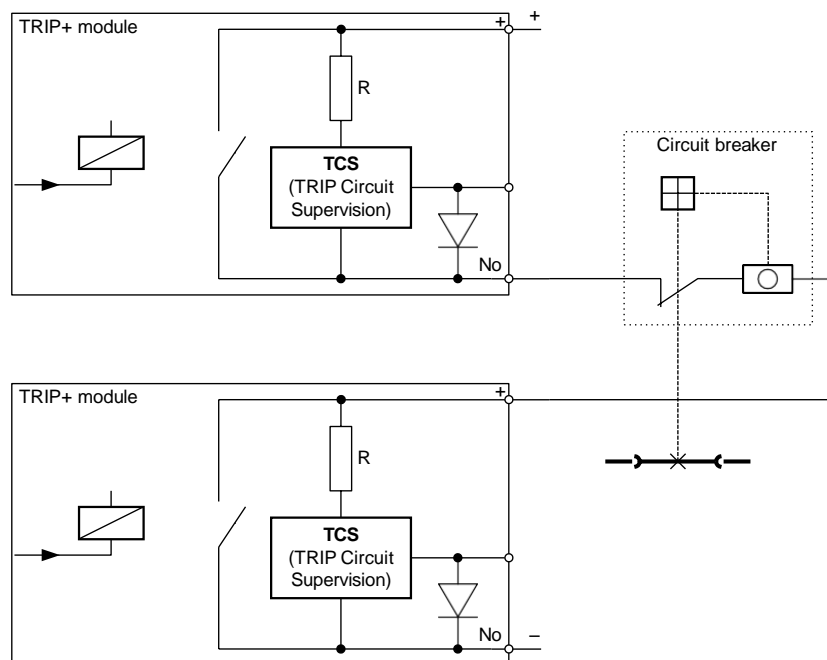 TRIP+ module
+ +
R
TCS
(TRIP Circuit
Supervision)
No
Circuit breaker
TRIP+ module
+
R
TCS
(TRIP Circuit
Supervision)
No –